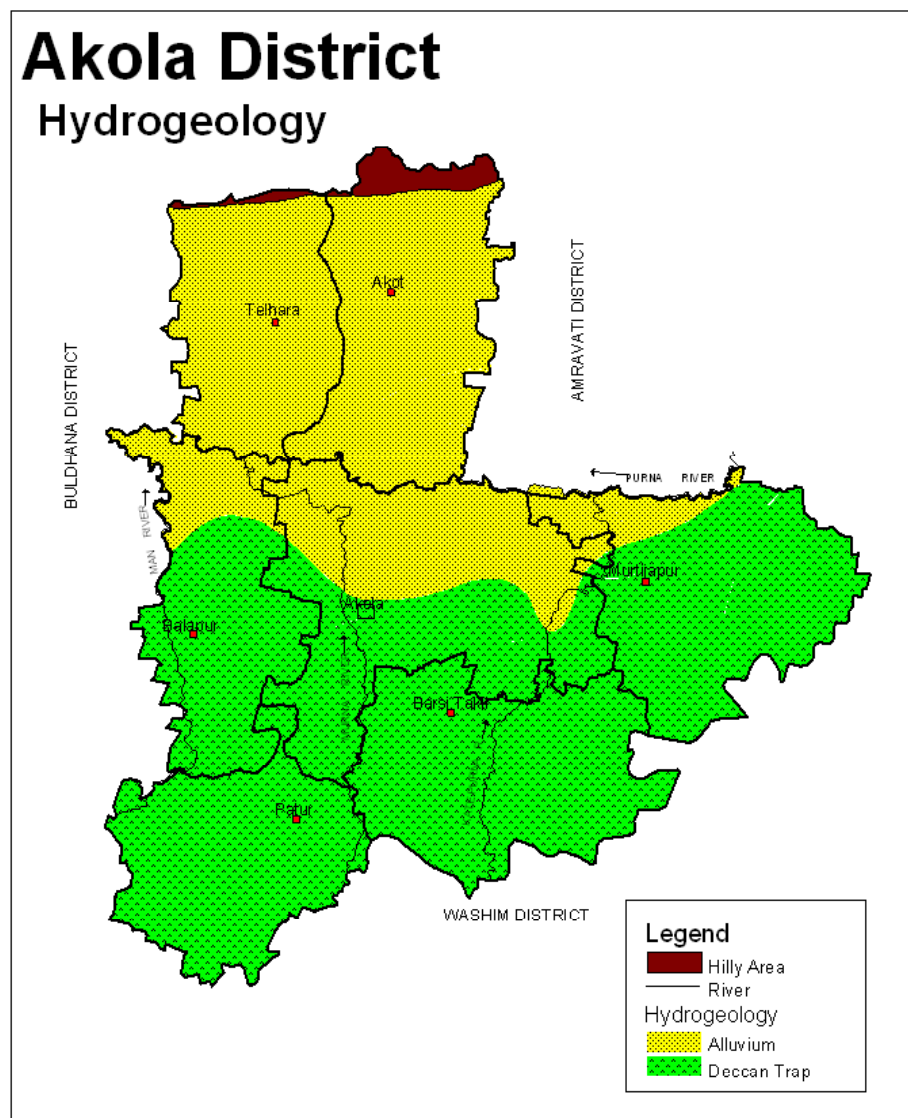 Akola District
Hydrogeology
Akot
Telhara
AMRAVATI DISTRICT
BULDHANA DISTRICT
PURNA RIVER
MAN RIVER
Murtijapur
Akola
Balapur
Barsi Takli
Patur
WASHIM DISTRICT
Legend
Hilly Area
River
Hydrogeology
Alluvium
Deccan Trap